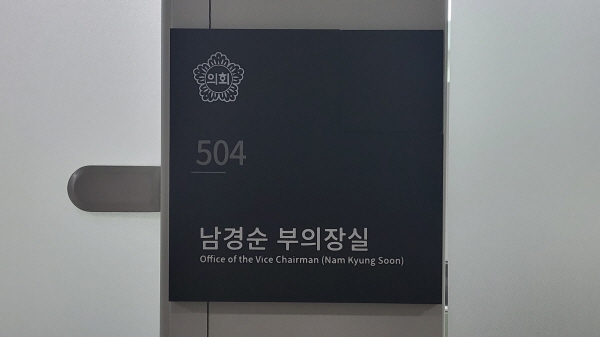 의회
504
남경순 부의장실
Office of the Vice Chairman (Nam Kyung Soon)